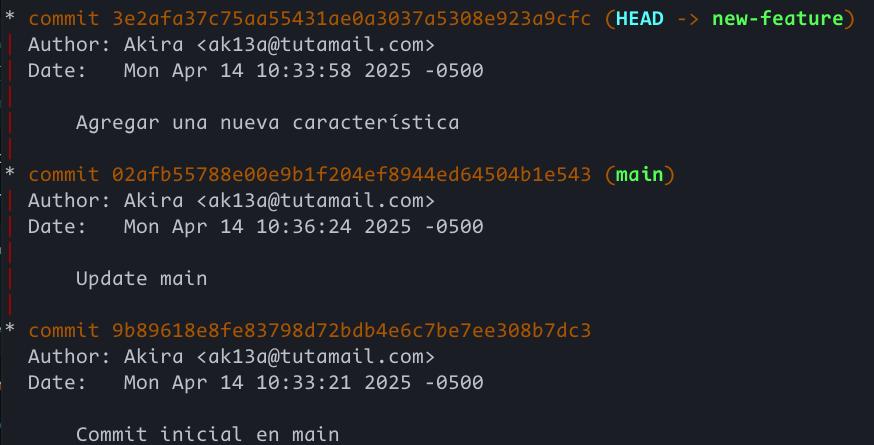 * commit 3e2afa37c75aa55431ae0a3037a5308e923a9cfc (HEAD -> new-feature)
| Author: Akira <ak13a@tutamail.com>
| Date:   Mon Apr 14 10:33:58 2025 -0500
|
|     Agregar una nueva característica
|
* commit 02afb55788e00e9b1f204ef8944ed64504b1e543 (main)
| Author: Akira <ak13a@tutamail.com>
| Date:   Mon Apr 14 10:36:24 2025 -0500
|
|     Update main
|
* commit 9b89618e8fe83798d72bdb4e6c7be7ee308b7dc3
  Author: Akira <ak13a@tutamail.com>
  Date:   Mon Apr 14 10:33:21 2025 -0500

      Commit inicial en main